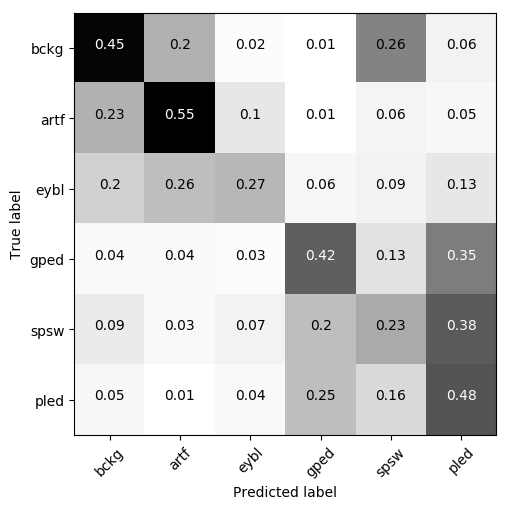 True label
bckg 0.45 0.2 0.02 0.01 0.26 0.06
artf 0.23 0.55 0.1 0.01 0.06 0.05
eybl 0.2 0.26 0.27 0.06 0.09 0.13
gped 0.04 0.04 0.03 0.42 0.13 0.35
spsw 0.09 0.03 0.07 0.2 0.23 0.38
pled 0.05 0.01 0.04 0.25 0.16 0.48
bckg artf eybl gped spsw pled
Predicted label